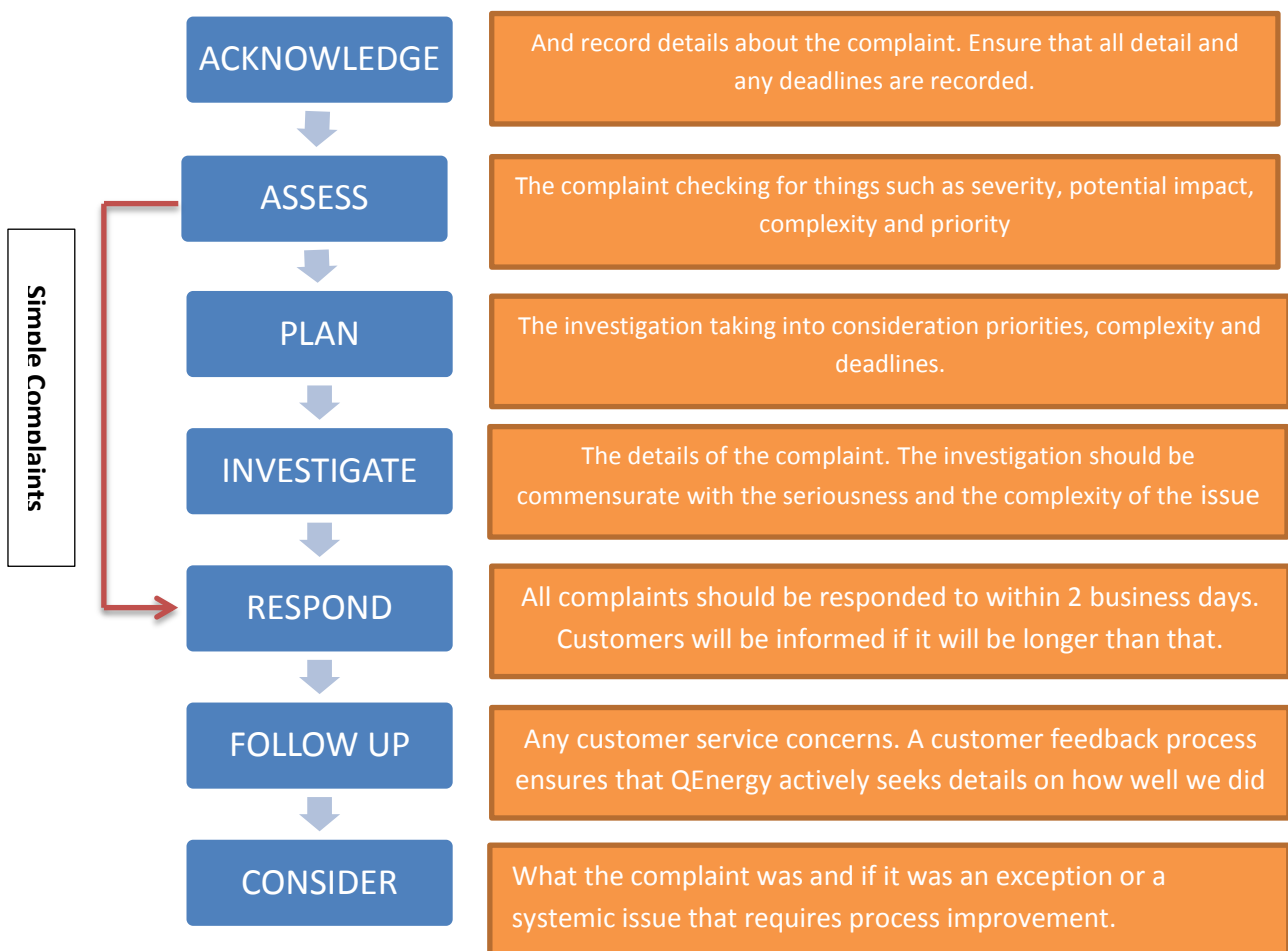 ACKNOWLEDGE
And record details about the complaint. Ensure that all detail and
any deadlines are recorded.
ASSESS
The complaint checking for things such as severity, potential impact,
complexity and priority
Simple Complaints
PLAN
The investigation taking into consideration priorities, complexity and
deadlines.
INVESTIGATE
The details of the complaint. The investigation should be
commensurate with the seriousness and the complexity of the issue
RESPOND
All complaints should be responded to within 2 business days.
Customers will be informed if it will be longer than that.
FOLLOW UP
Any customer service concerns. A customer feedback process
ensures that QEnergy actively seeks details on how well we did
CONSIDER
What the complaint was and if it was an exception or a
systemic issue that requires process improvement.